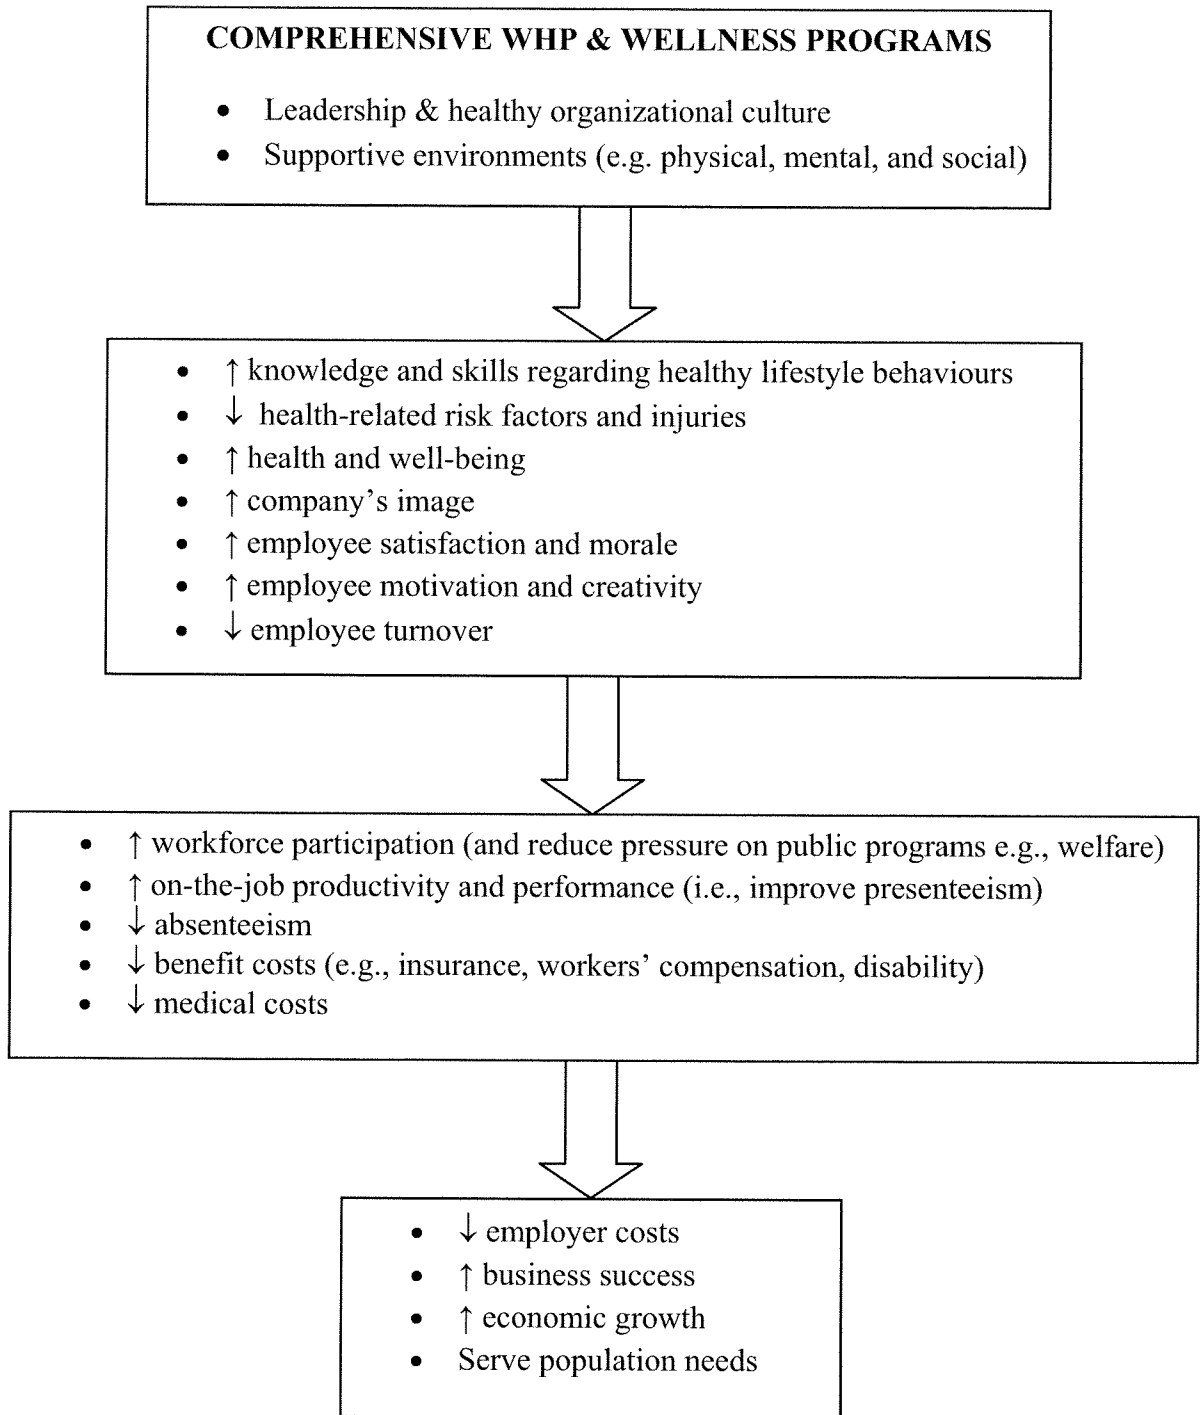 COMPREHENSIVE WHP & WELLNESS PROGRAMS
• Leadership & healthy organizational culture
• Supportive environments (e.g. physical, mental, and social)
• ↑ knowledge and skills regarding healthy lifestyle behaviours
• ↓ health-related risk factors and injuries
• ↑ health and well-being
• ↑ company's image
• ↑ employee satisfaction and morale
• ↑ employee motivation and creativity
• ↓ employee turnover
• ↑ workforce participation (and reduce pressure on public programs e.g., welfare)
• ↑ on-the-job productivity and performance (i.e., improve presenteeism)
• ↓ absenteeism
• ↓ benefit costs (e.g., insurance, workers' compensation, disability)
• ↓ medical costs
• ↓ employer costs
• ↑ business success
• ↑ economic growth
• Serve population needs